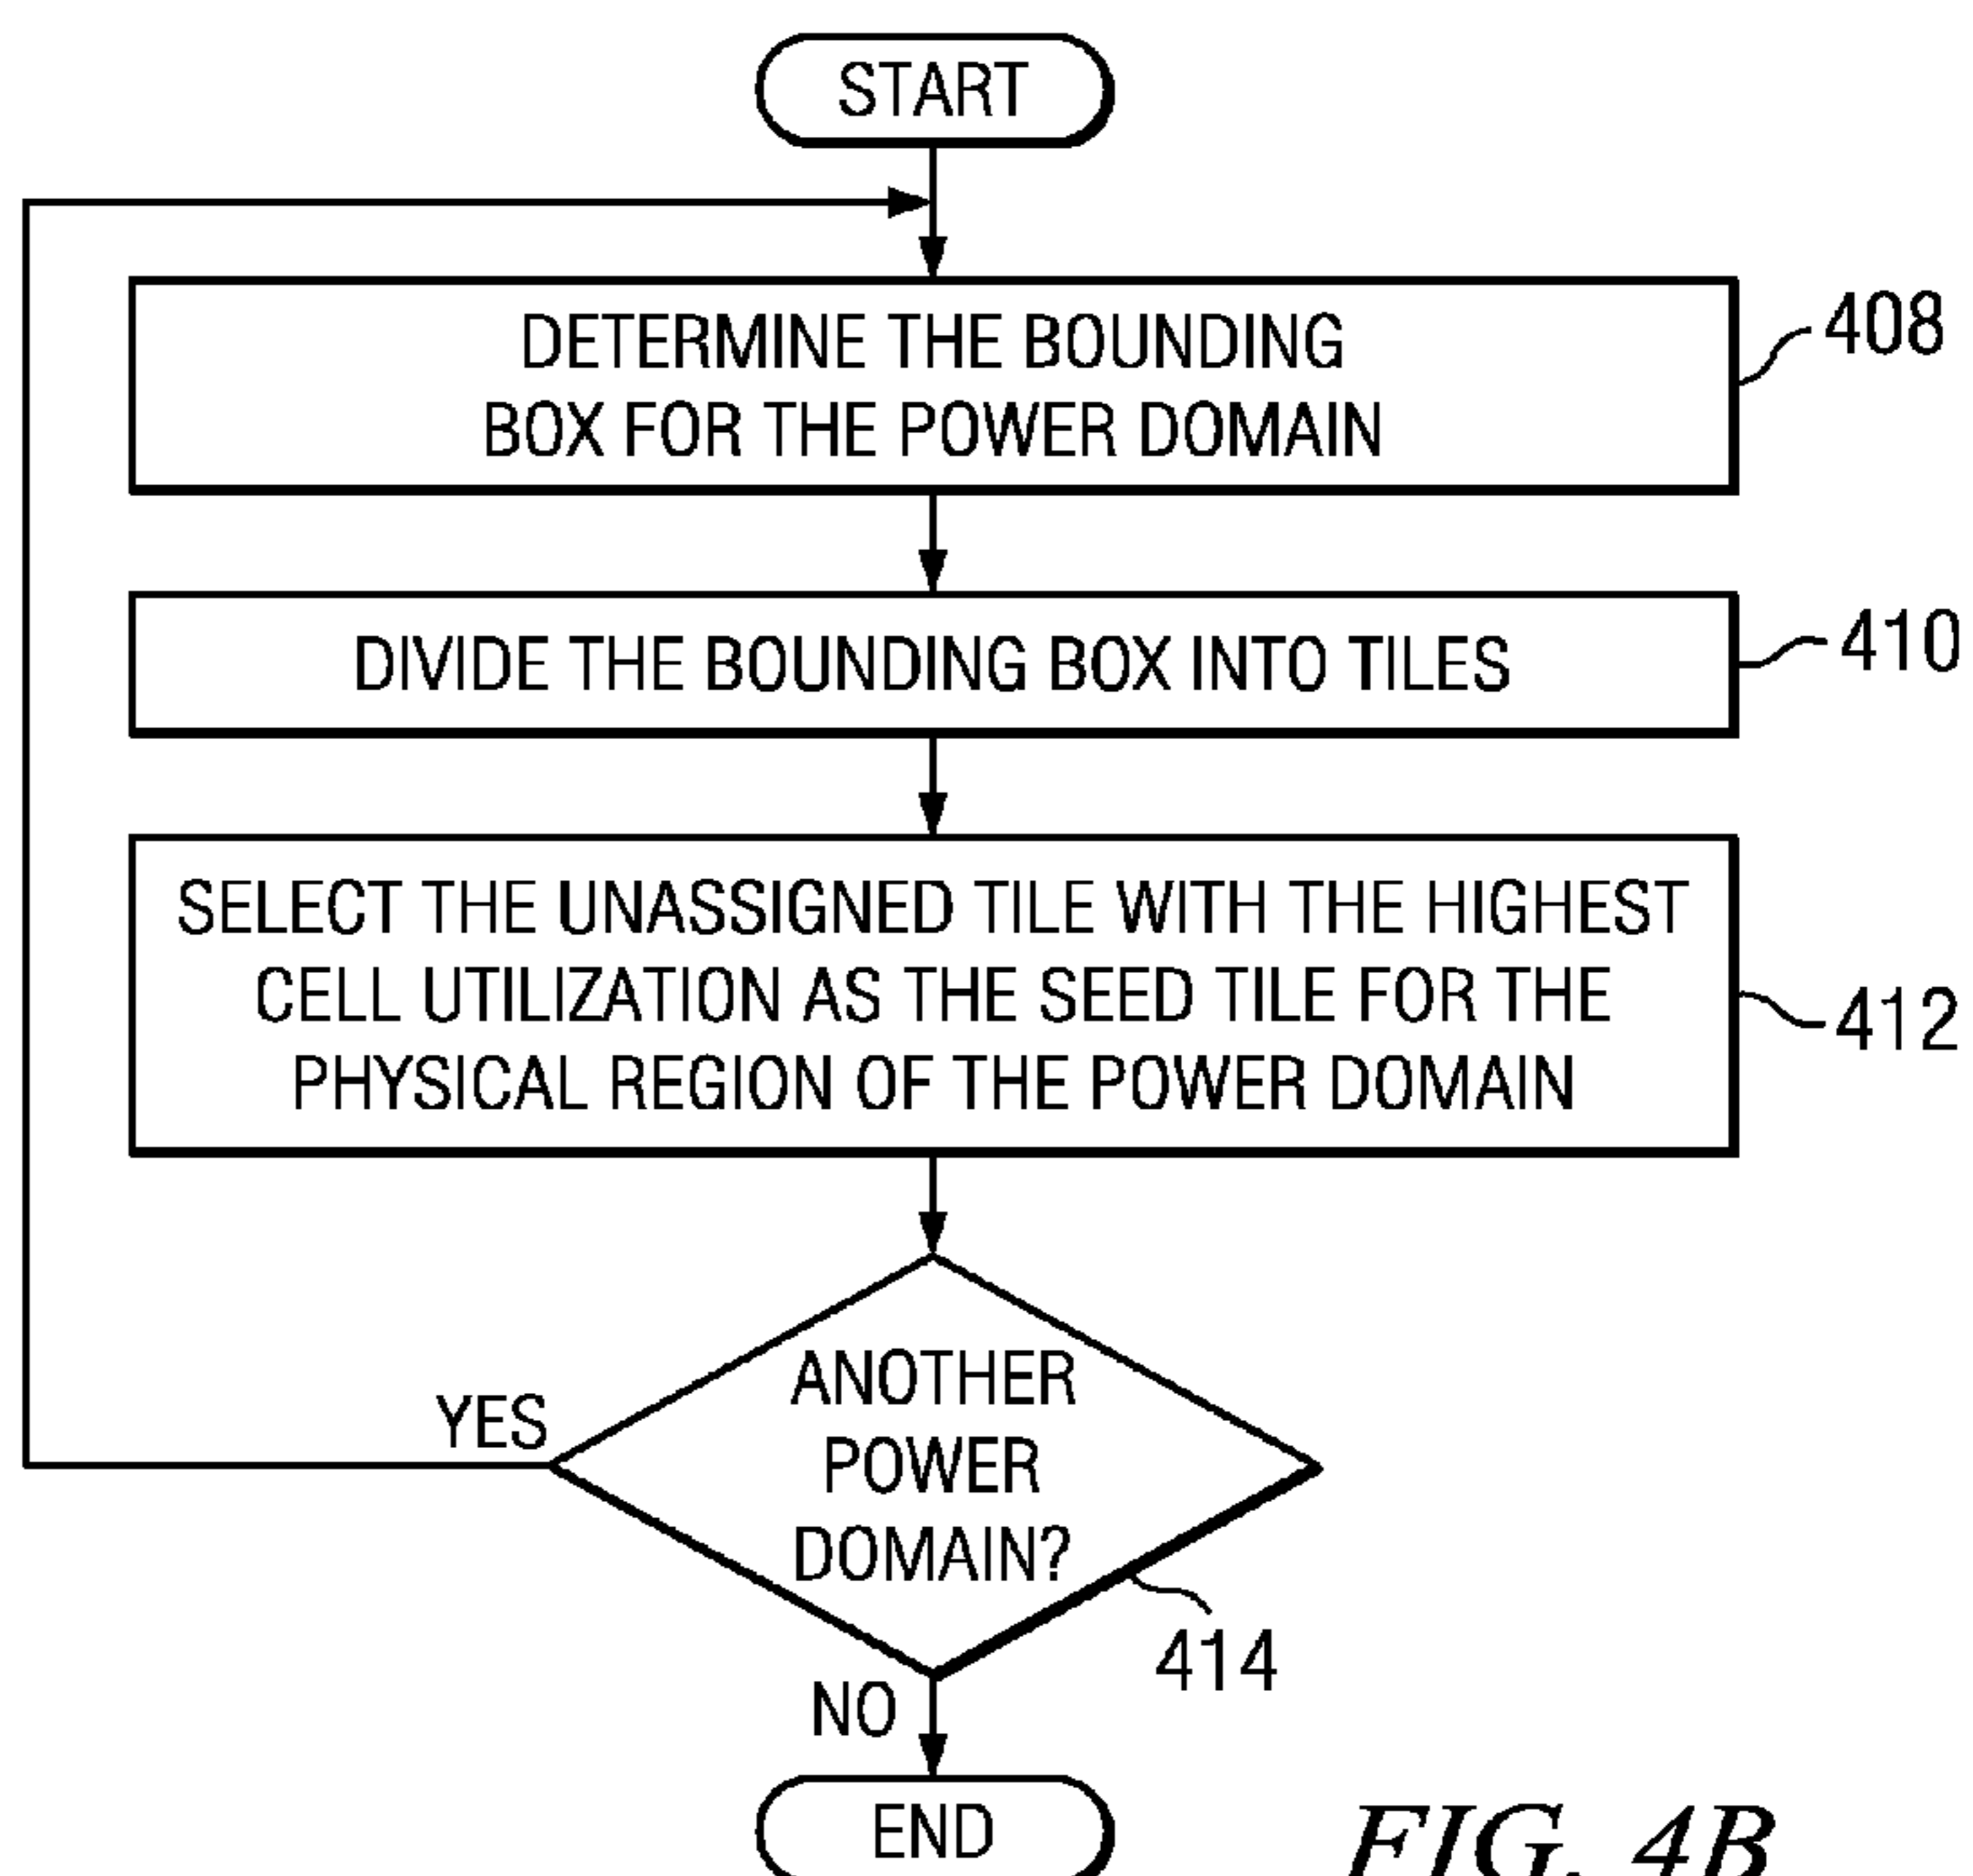 START
DETERMINE THE BOUNDING
BOX FOR THE POWER DOMAIN
408
DIVIDE THE BOUNDING BOX INTO TILES
410
SELECT THE UNASSIGNED TILE WITH THE HIGHEST
CELL UTILIZATION AS THE SEED TILE FOR THE
PHYSICAL REGION OF THE POWER DOMAIN
412
ANOTHER
POWER
DOMAIN?
YES
414
NO
END
FIG. 4B